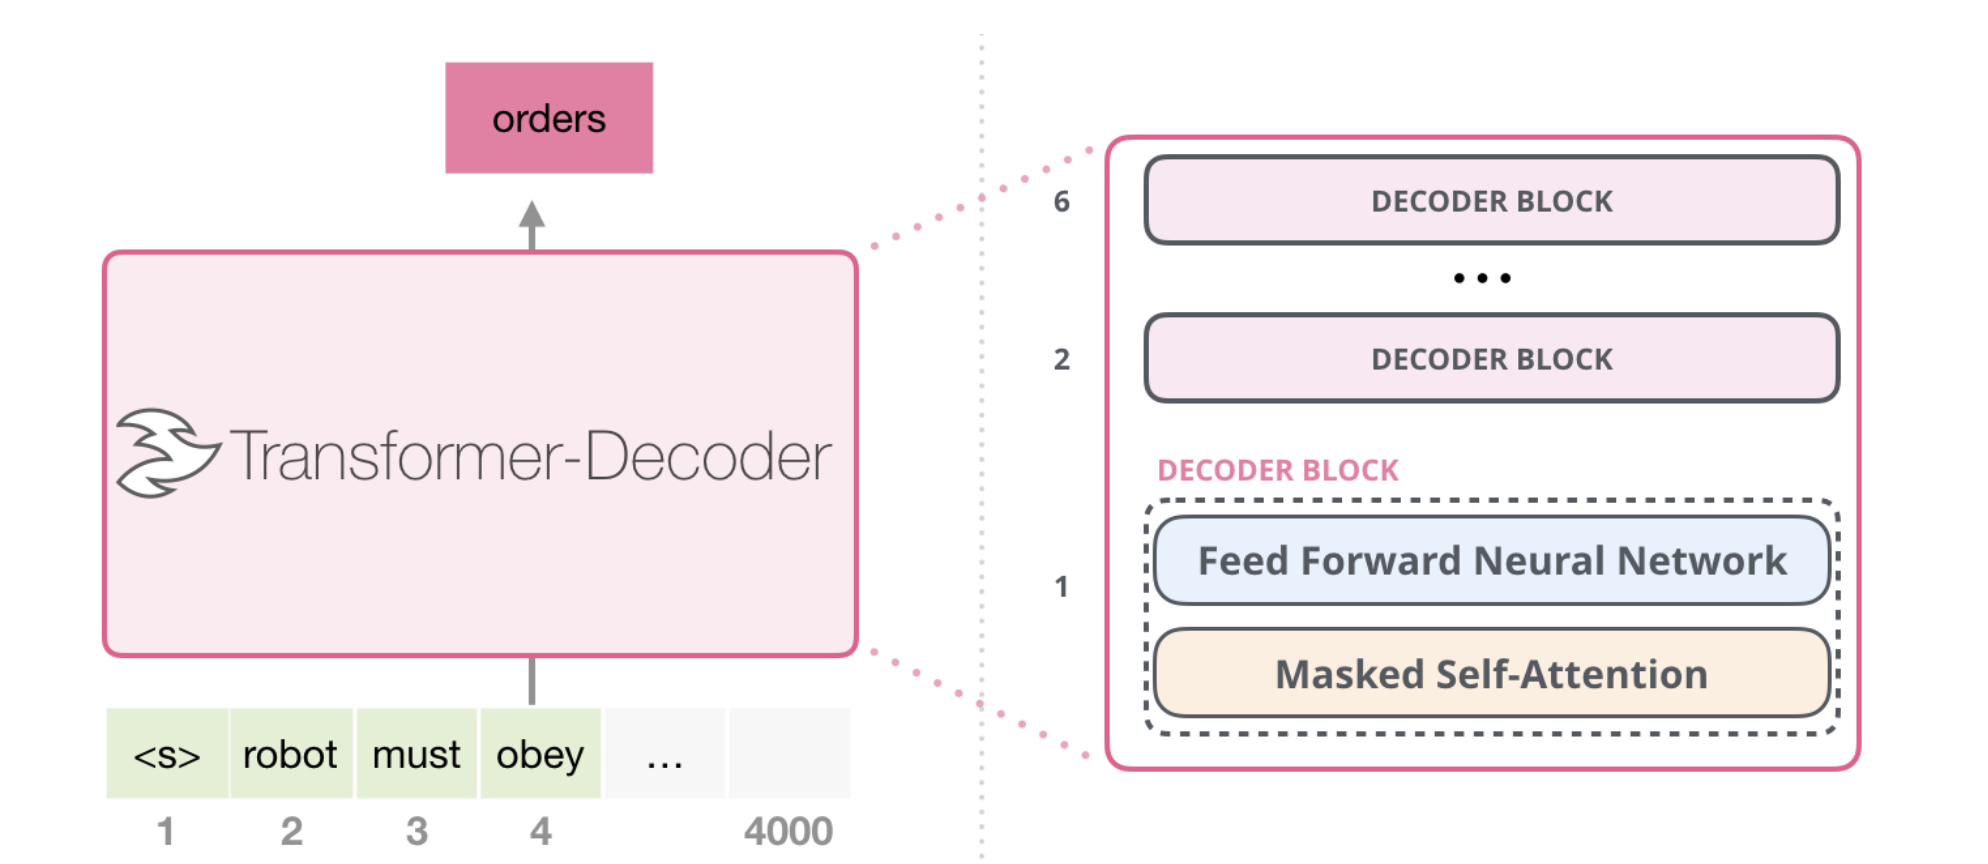 orders
Transformer-Decoder
<s> robot must obey ...
1 2 3 4 4000
6 DECODER BLOCK
...
2 DECODER BLOCK
DECODER BLOCK
1
Feed Forward Neural Network
Masked Self-Attention